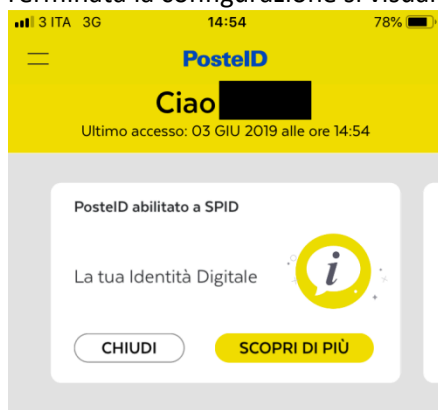 Terminata la configurazione si visual
3 ITA 3G 14:54 78%
PosteID
Ciao
Ultimo accesso: 03 GIU 2019 alle ore 14:54
PosteID abilitato a SPID
La tua Identità Digitale
i
CHIUDI SCOPRI DI PIÙ